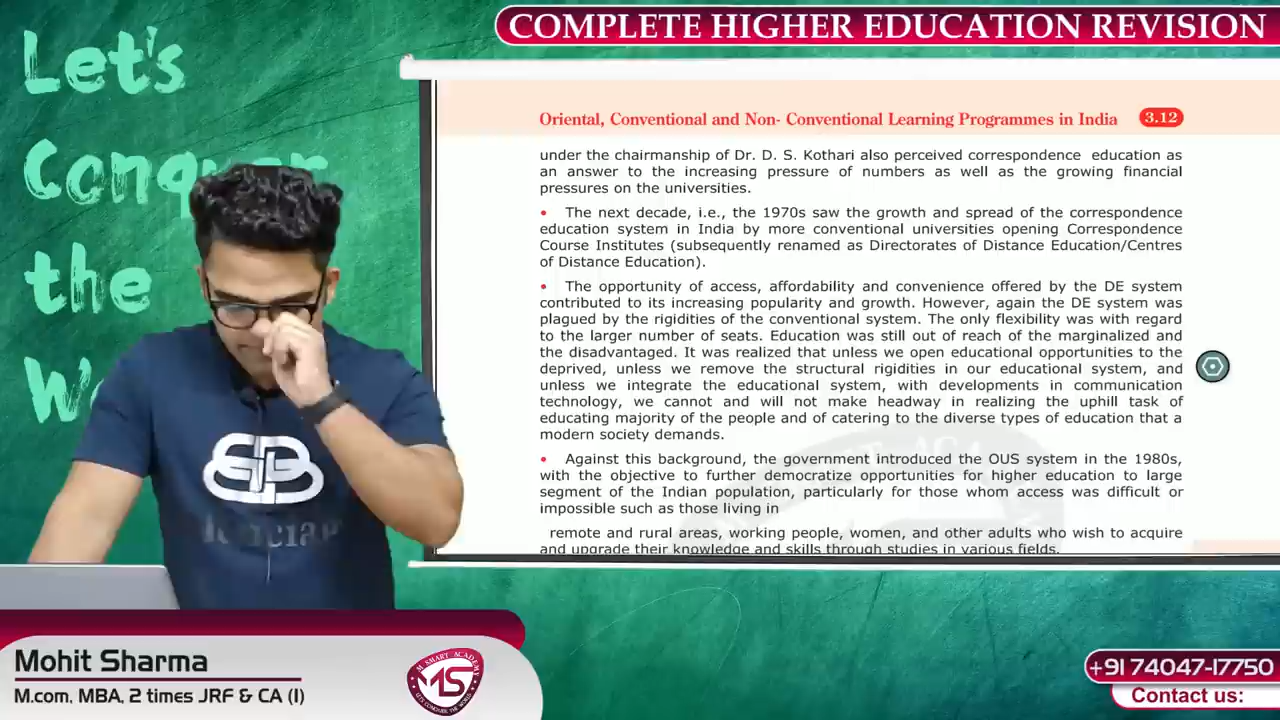 COMPLETE HIGHER EDUCATION REVISION
Let's
Conquer
the
Oriental, Conventional and Non- Conventional Learning Programmes in India 3.12
under the chairmanship of Dr. D. S. Kothari also perceived correspondence education as
an answer to the increasing pressure of numbers as well as the growing financial
pressures on the universities.
• The next decade, i.e., the 1970s saw the growth and spread of the correspondence
education system in India by more conventional universities opening Correspondence
Course Institutes (subsequently renamed as Directorates of Distance Education/Centres
of Distance Education).
• The opportunity of access, affordability and convenience offered by the DE system
contributed to its increasing popularity and growth. However, again the DE system was
plagued by the rigidities of the conventional system. The only flexibility was with regard
to the larger number of seats. Education was still out of reach of the marginalized and
the disadvantaged. It was realized that unless we open educational opportunities to the
deprived, unless we remove the structural rigidities in our educational system, and
unless we integrate the educational system, with developments in communication
technology, we cannot and will not make headway in realizing the uphill task of
educating majority of the people and of catering to the diverse types of education that a
modern society demands.
• Against this background, the government introduced the OUS system in the 1980s,
with the objective to further democratize opportunities for higher education to large
segment of the Indian population, particularly for those whom access was difficult or
impossible such as those living in
remote and rural areas, working people, women, and other adults who wish to acquire
and upgrade their knowledge and skills through studies in various fields.
Mohit Sharma
M.com, MBA, 2 times JRF & CA (I)
M SMART ACADEMY
MS
LET'S CONQUER THE WORLD
+91 74047-17750
Contact us: